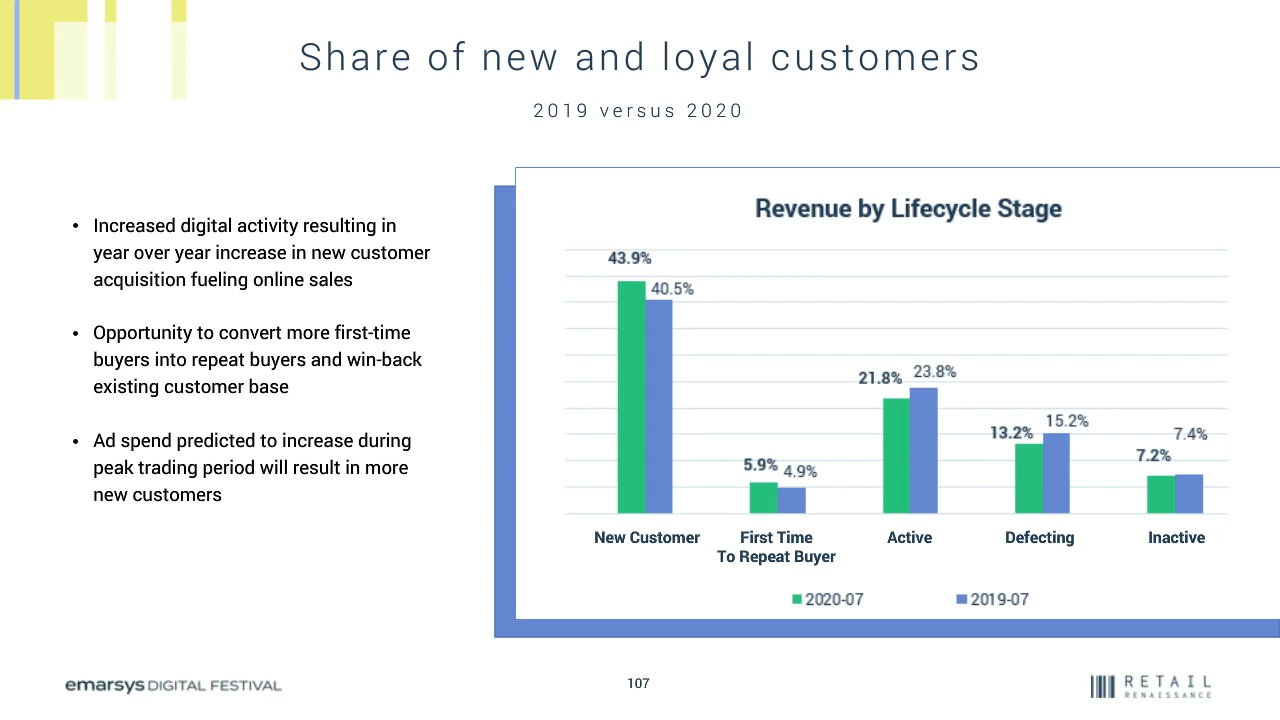 Share of new and loyal customers
2019 versus 2020
• Increased digital activity resulting in
year over year increase in new customer
acquisition fueling online sales
• Opportunity to convert more first-time
buyers into repeat buyers and win-back
existing customer base
• Ad spend predicted to increase during
peak trading period will result in more
new customers
Revenue by Lifecycle Stage
43.9%
40.5%
5.9%
4.9%
21.8%
23.8%
13.2%
15.2%
7.2%
7.4%
New Customer
First Time
To Repeat Buyer
Active
Defecting
Inactive
2020-07
2019-07
emarsys DIGITAL FESTIVAL
107
RETAIL
RENAISSANCE